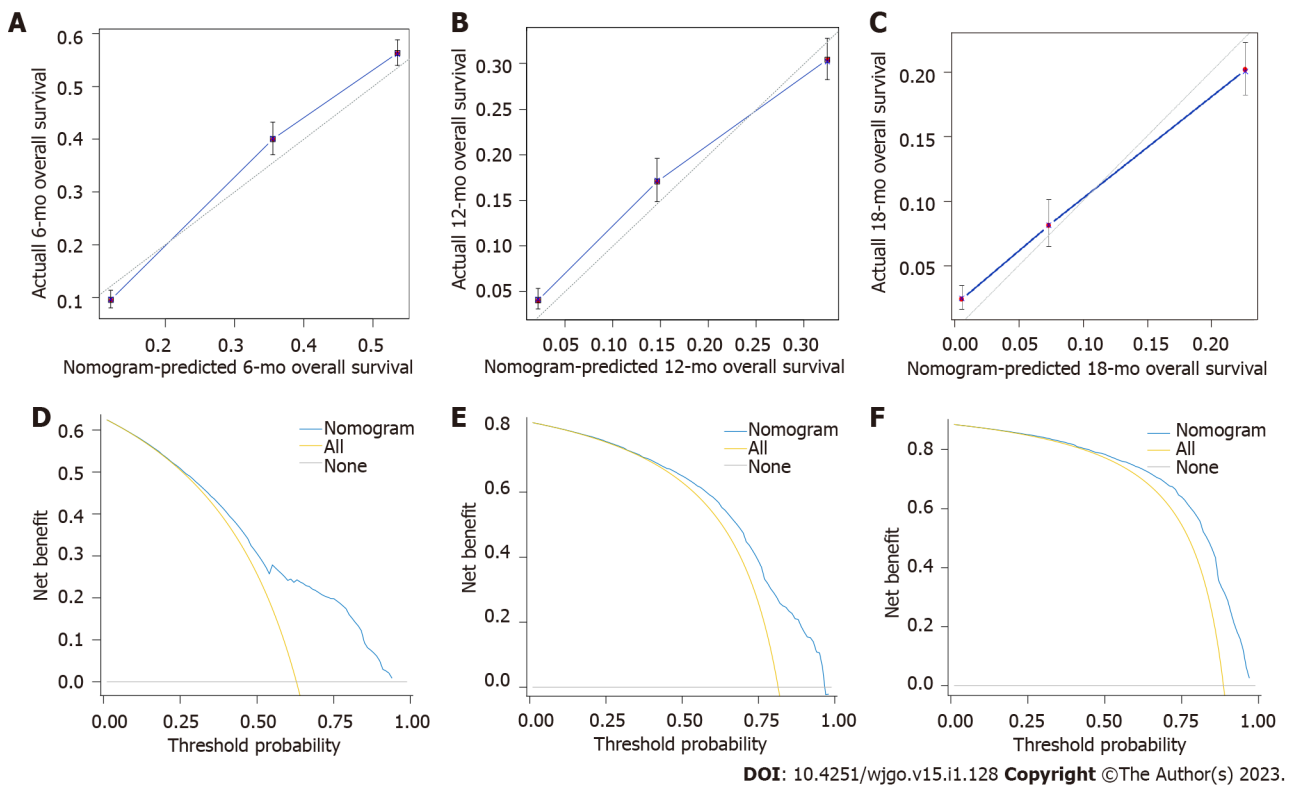 A
0.6
0.5
0.4
0.3
0.2
0.1
Actuall 6-mo overall survival
0.2 0.3 0.4 0.5
Nomogram-predicted 6-mo overall survival
B
0.30
0.25
0.20
0.15
0.10
0.05
Actuall 12-mo overall survival
0.05 0.10 0.15 0.20 0.25 0.30
Nomogram-predicted 12-mo overall survival
C
0.20
0.15
0.10
0.05
Actuall 18-mo overall survival
0.00 0.05 0.10 0.15 0.20
Nomogram-predicted 18-mo overall survival
D
0.6
0.5
0.4
0.3
0.2
0.1
0.0
Net benefit
Nomogram
All
None
0.00 0.25 0.50 0.75 1.00
Threshold probability
E
0.8
0.6
0.4
0.2
0.0
Net benefit
Nomogram
All
None
0.00 0.25 0.50 0.75 1.00
Threshold probability
F
0.8
0.6
0.4
0.2
0.0
Net benefit
Nomogram
All
None
0.00 0.25 0.50 0.75 1.00
Threshold probability
DOI: 10.4251/wjgo.v15.i1.128 Copyright ©The Author(s) 2023.